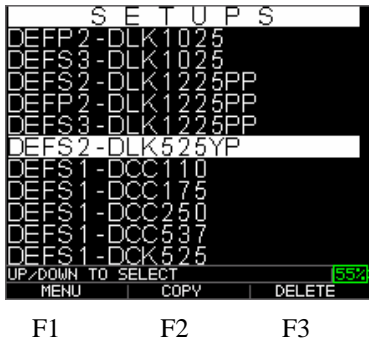 S E T U P S
DEFP2-DLK1025
DEFS3-DLK1025
DEFS2-DLK1225PP
DEFP2-DLK1225PP
DEFS3-DLK1225PP
DEFS2-DLK525YP
DEFS1-DCC110
DEFS1-DCC175
DEFS1-DCC250
DEFS1-DCC537
DEFS1-DCK525
UP/DOWN TO SELECT 55%
MENU | COPY | DELETE
F1 F2 F3